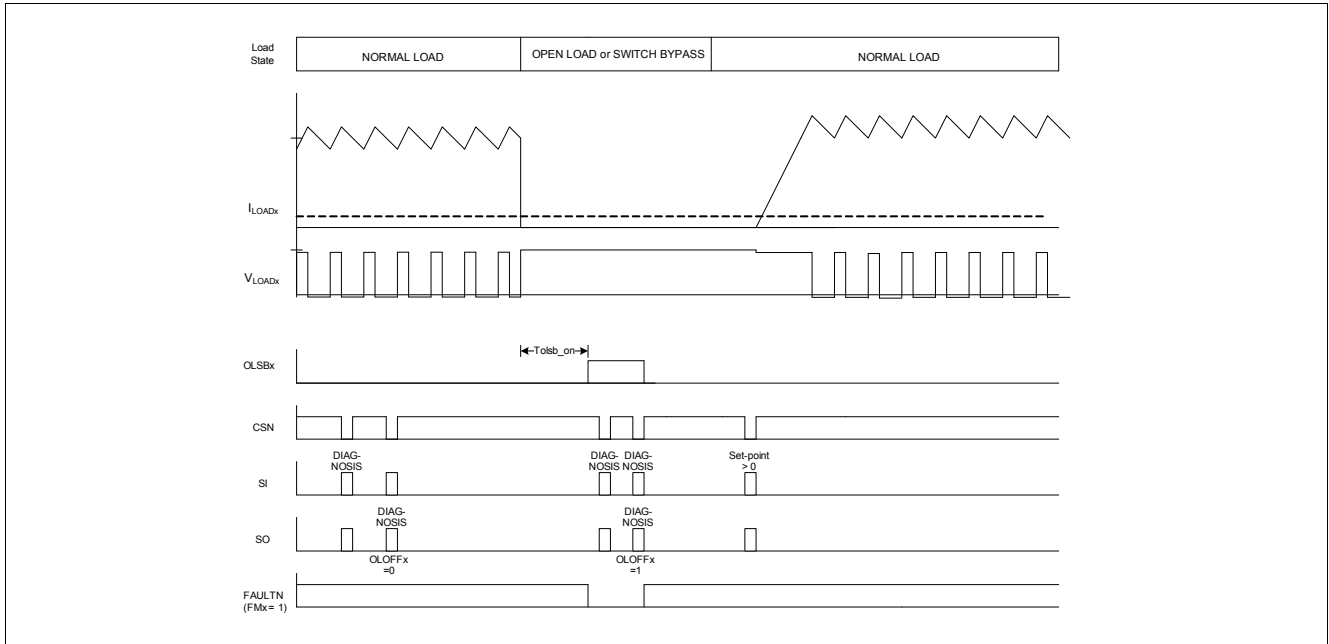 Load
State
NORMAL LOAD
OPEN LOAD or SWITCH BYPASS
NORMAL LOAD
ILOADx
VLOADx
Tolsb_on
OLSBx
CSN
DIAG-
NOSIS
DIAG-
NOSIS
DIAG-
NOSIS
Set-point
> 0
SI
DIAG-
NOSIS
DIAG-
NOSIS
SO
OLOFFx
=0
OLOFFx
=1
FAULTN
(FMx = 1)